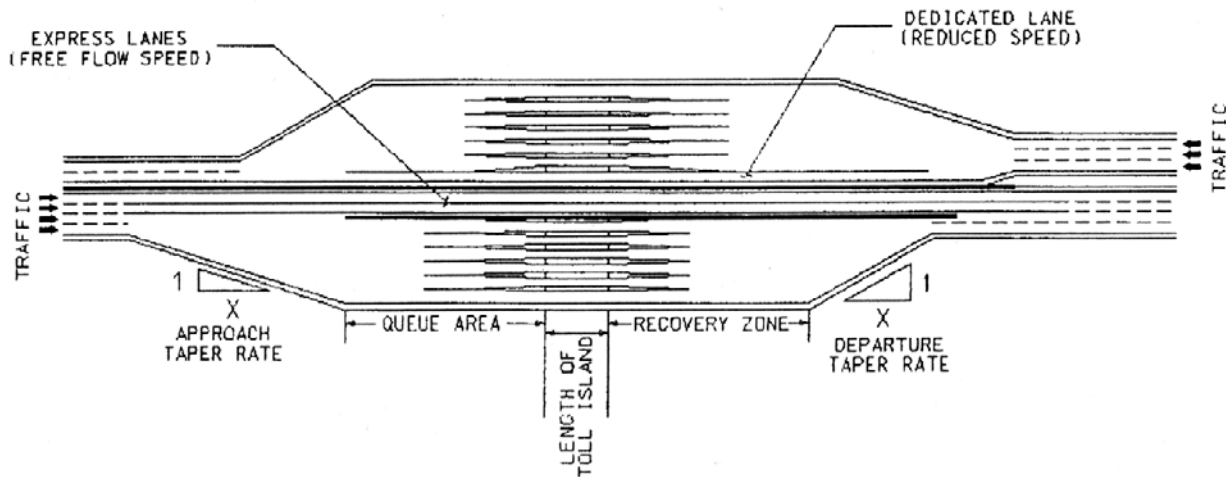 EXPRESS LANES
(FREE FLOW SPEED)
DEDICATED LANE
(REDUCED SPEED)
TRAFFIC
TRAFFIC
1
X
APPROACH
TAPER RATE
QUEUE AREA
LENGTH OF
TOLL ISLAND
RECOVERY ZONE
1
X
DEPARTURE
TAPER RATE